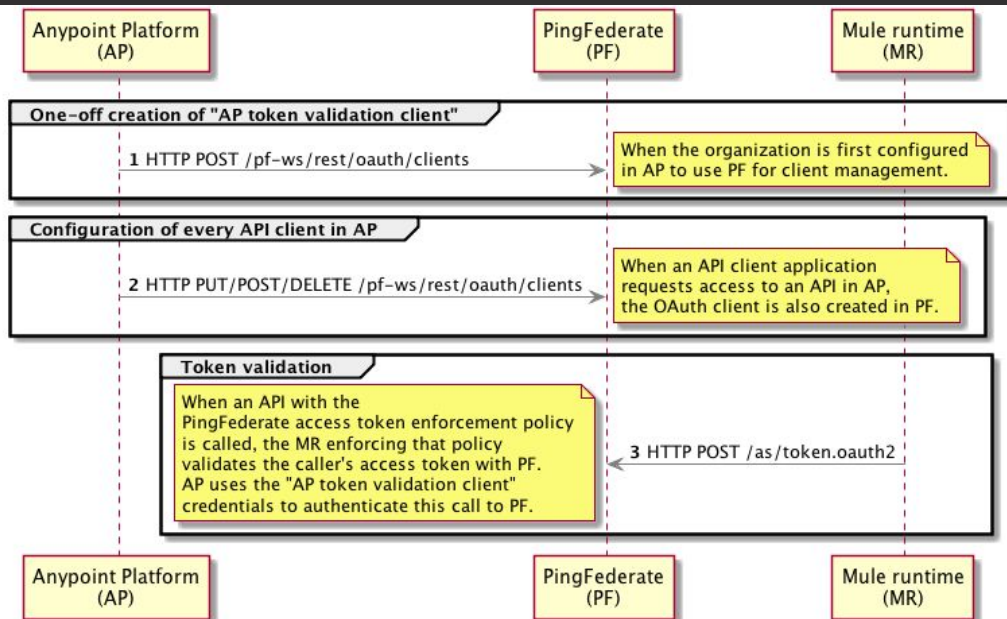 Anypoint Platform
(AP)
PingFederate
(PF)
Mule runtime
(MR)
One-off creation of "AP token validation client"
1 HTTP POST /pf-ws/rest/oauth/clients
When the organization is first configured
in AP to use PF for client management.
Configuration of every API client in AP
2 HTTP PUT/POST/DELETE /pf-ws/rest/oauth/clients
When an API client application
requests access to an API in AP,
the OAuth client is also created in PF.
Token validation
When an API with the
PingFederate access token enforcement policy
is called, the MR enforcing that policy
validates the caller's access token with PF.
AP uses the "AP token validation client"
credentials to authenticate this call to PF.
3 HTTP POST /as/token.oauth2
Anypoint Platform
(AP)
PingFederate
(PF)
Mule runtime
(MR)